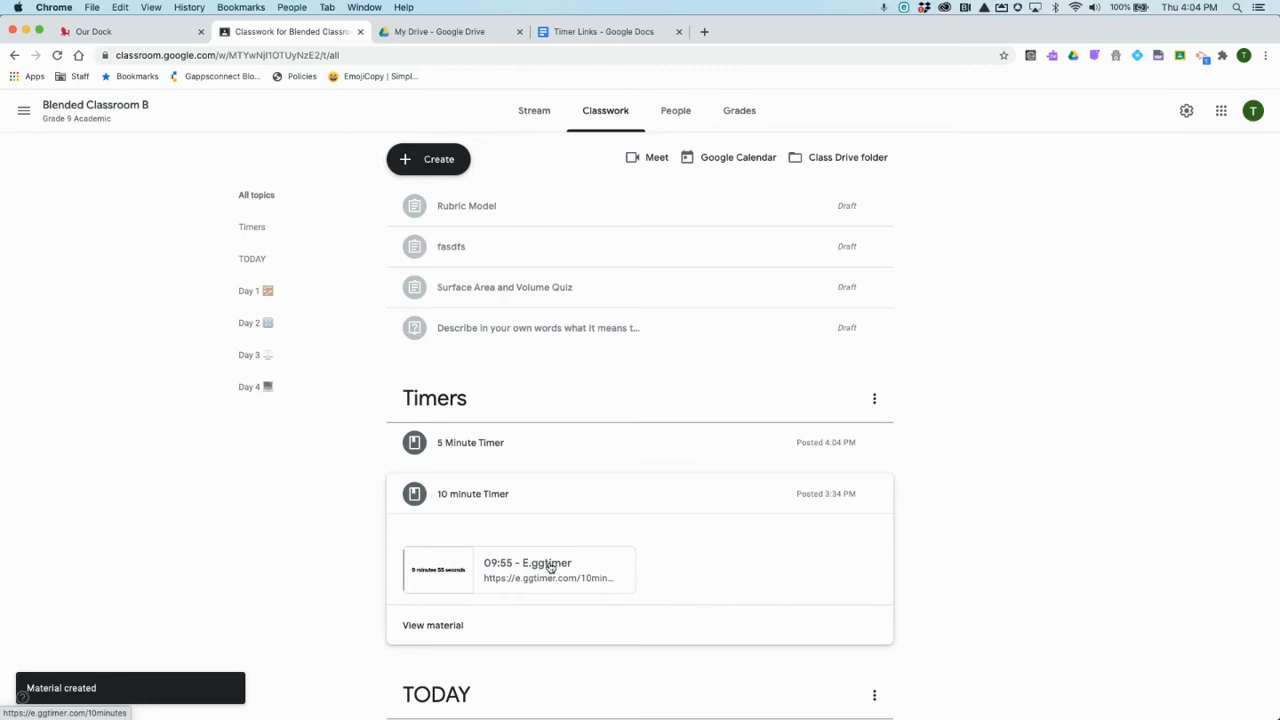 Chrome File Edit View History Bookmarks People Tab Window Help 100% Thu 4:04 PM
Our Dock Classwork for Blended Classro My Drive - Google Drive Timer Links - Google Docs
classroom.google.com/w/MTYwNjI1OTUyNzE2/t/all
Apps Staff Bookmarks Gappsconnect Blo... Policies EmojiCopy | Simpl...
Blended Classroom B
Grade 9 Academic
Stream Classwork People Grades
T
Create
Meet Google Calendar Class Drive folder
All topics
Timers
TODAY
Day 1
Day 2
Day 3
Day 4
Rubric Model Draft
fasdfs Draft
Surface Area and Volume Quiz Draft
Describe in your own words what it means t... Draft
Timers
5 Minute Timer Posted 4:04 PM
10 minute Timer Posted 3:34 PM
9 minutes 55 seconds
09:55 - E.ggtimer
https://e.ggtimer.com/10min...
View material
TODAY
Material created
https://e.ggtimer.com/10minutes